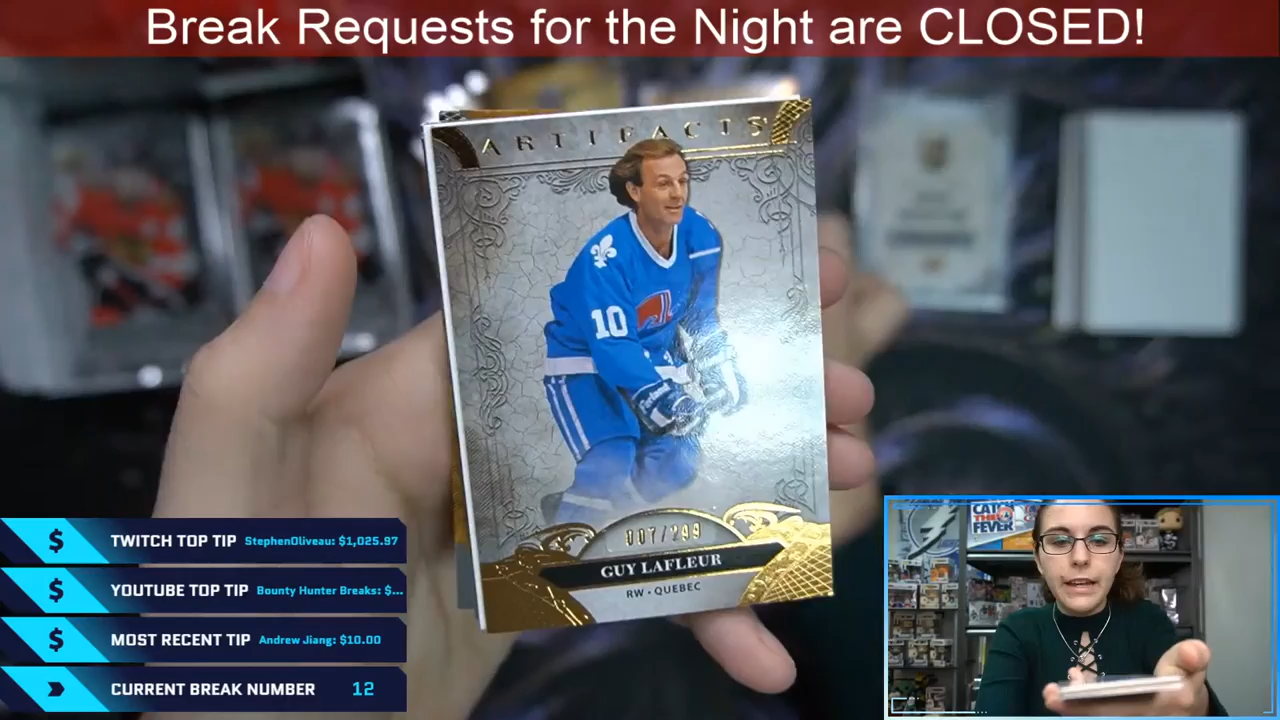 Break Requests for the Night are CLOSED!
ARTIFACTS
10
007/299
GUY LAFLEUR
RW • QUEBEC
TWITCH TOP TIP StephenOliveau: $1,025.97
YOUTUBE TOP TIP Bounty Hunter Breaks: $...
MOST RECENT TIP Andrew Jiang: $10.00
CURRENT BREAK NUMBER 12
CATCH
THE
FEVER